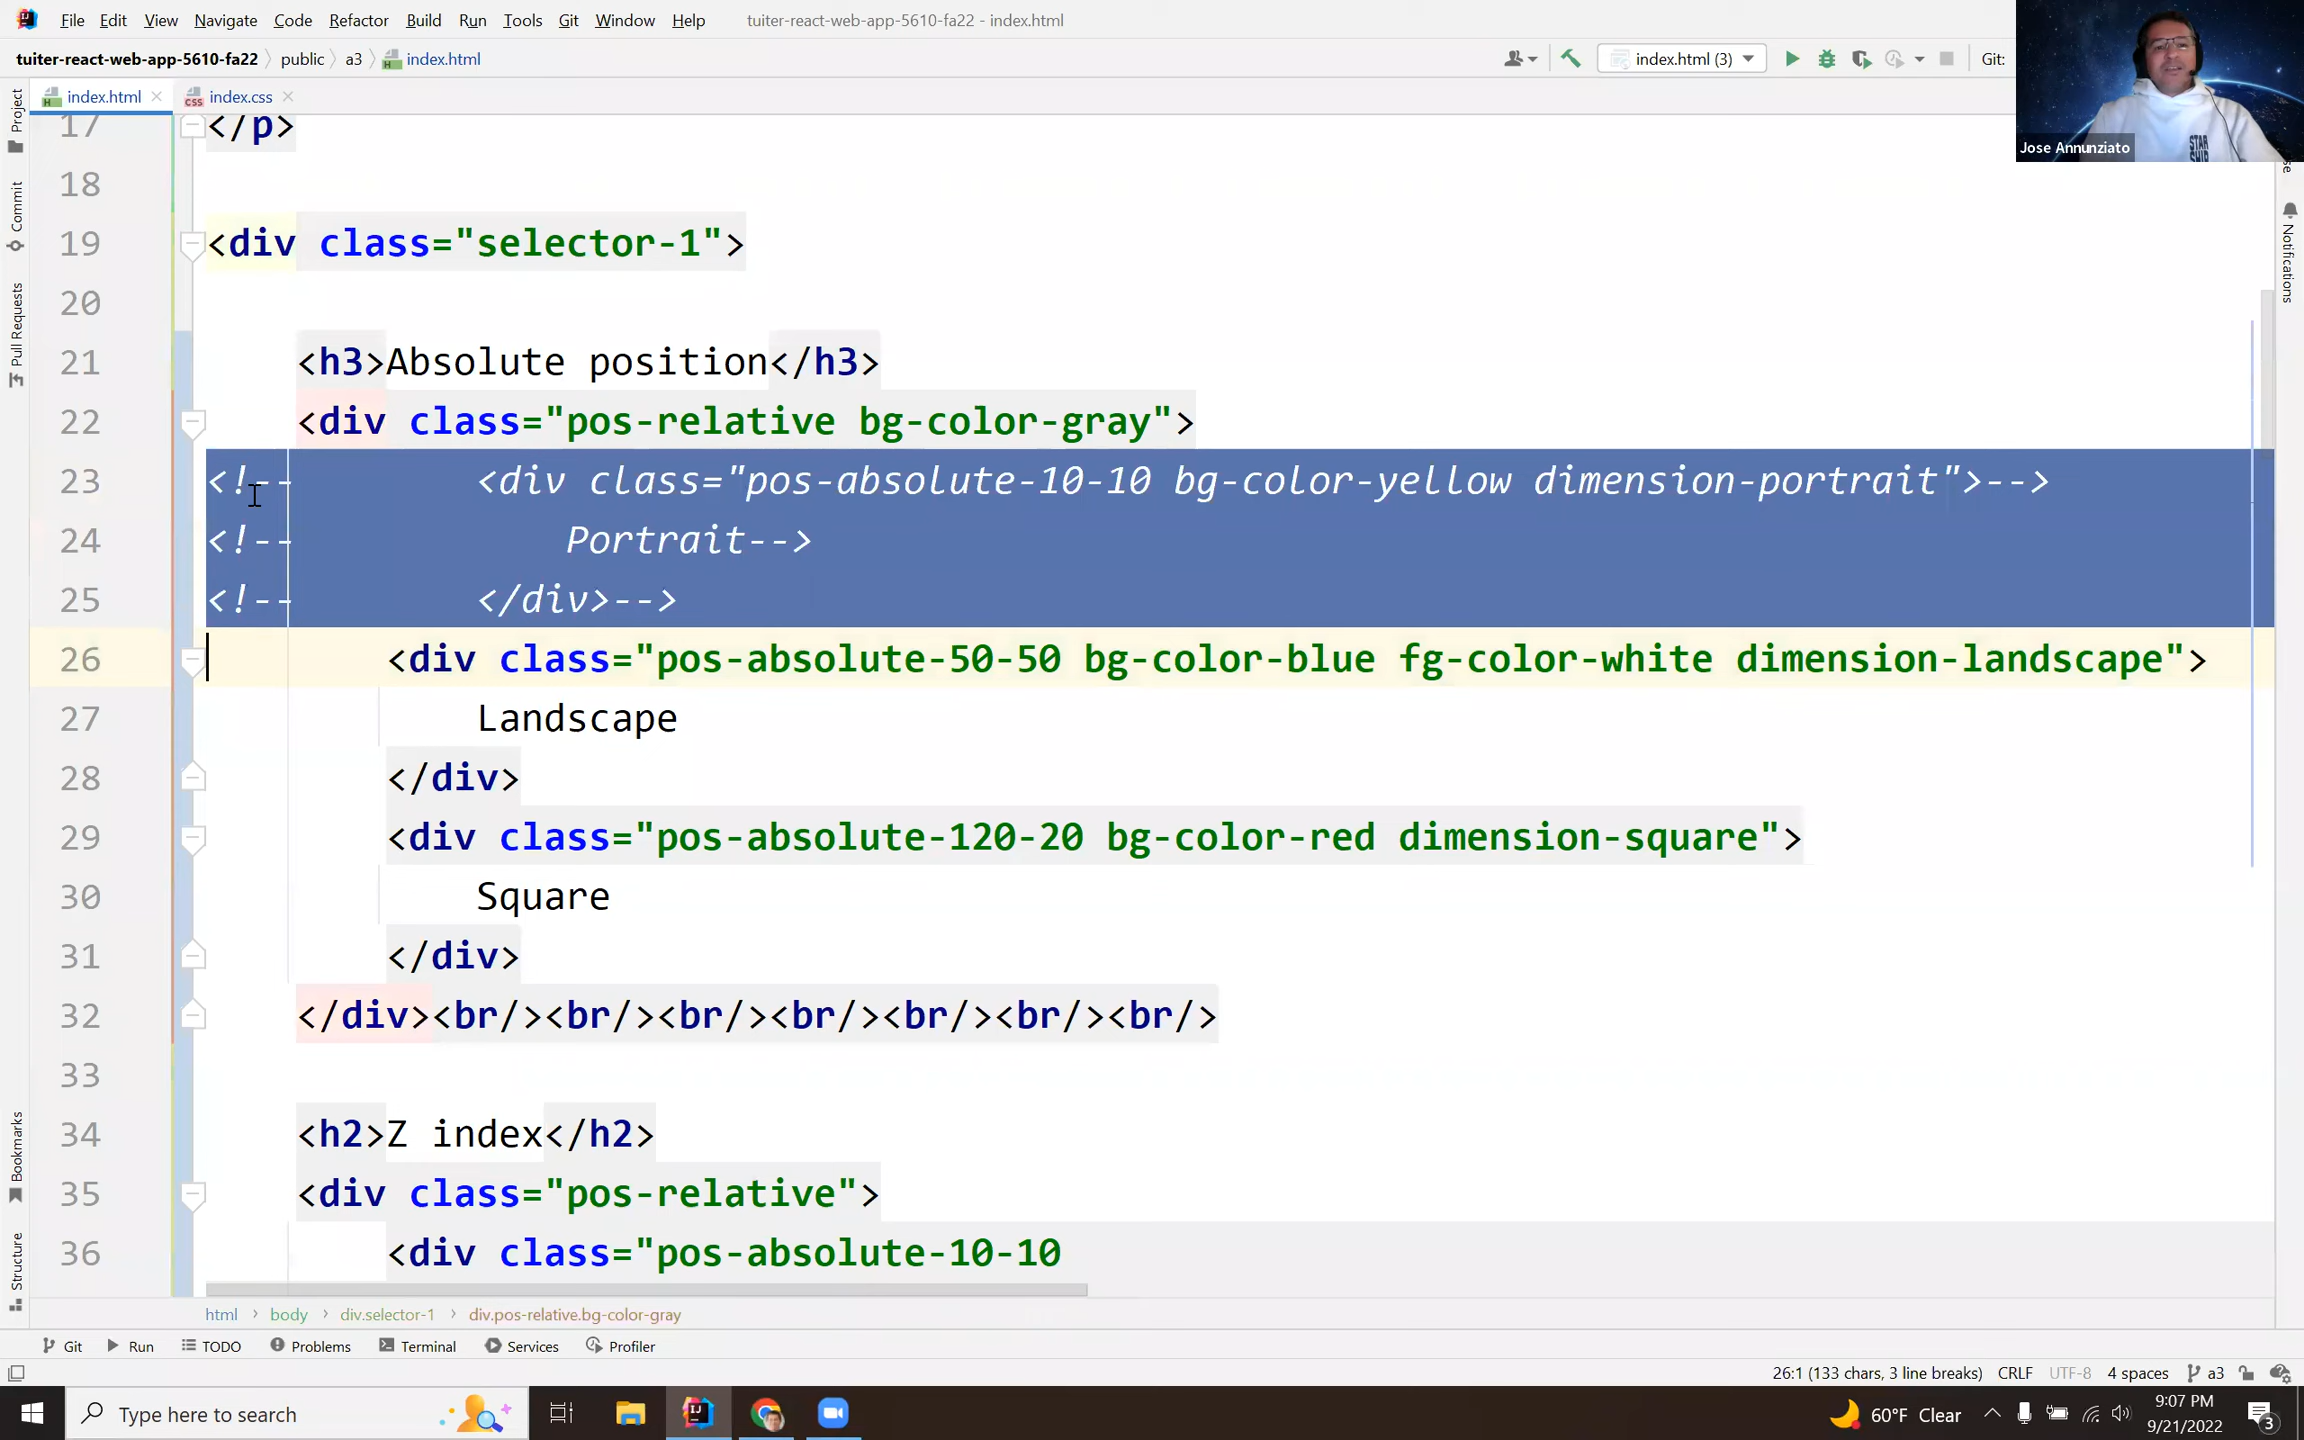 File Edit View Navigate Code Refactor Build Run Tools Git Window Help tuiter-react-web-app-5610-fa22 - index.html
tuiter-react-web-app-5610-fa22 public a3 index.html index.html (3) Git:
index.html index.css
Jose Annunziato
STAR
SHIP
Project
Commit
Pull Requests
Bookmarks
Structure
Notifications
17 </p>
18
19 <div class="selector-1">
20
21 <h3>Absolute position</h3>
22 <div class="pos-relative bg-color-gray">
23 <!-- <div class="pos-absolute-10-10 bg-color-yellow dimension-portrait">-->
24 <!-- Portrait-->
25 <!-- </div>-->
26 <div class="pos-absolute-50-50 bg-color-blue fg-color-white dimension-landscape">
27 Landscape
28 </div>
29 <div class="pos-absolute-120-20 bg-color-red dimension-square">
30 Square
31 </div>
32 </div><br/><br/><br/><br/><br/><br/><br/>
33
34 <h2>Z index</h2>
35 <div class="pos-relative">
36 <div class="pos-absolute-10-10
html body div.selector-1 div.pos-relative.bg-color-gray
Git Run TODO Problems Terminal Services Profiler
26:1 (133 chars, 3 line breaks) CRLF UTF-8 4 spaces a3
Type here to search
60°F Clear
9:07 PM
9/21/2022
3